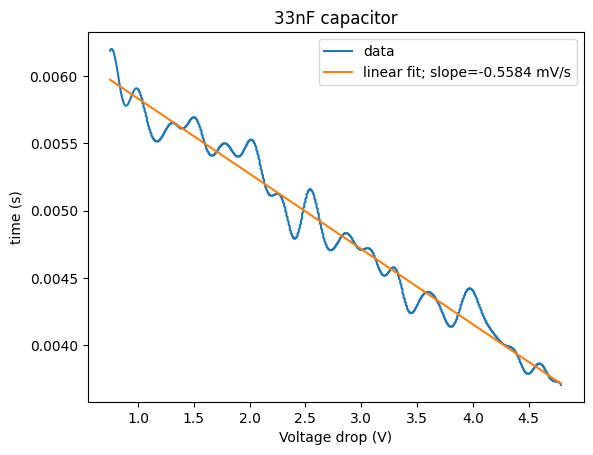 33nF capacitor
data
linear fit; slope=-0.5584 mV/s
time (s)
0.0060
0.0055
0.0050
0.0045
0.0040
1.0 1.5 2.0 2.5 3.0 3.5 4.0 4.5
Voltage drop (V)